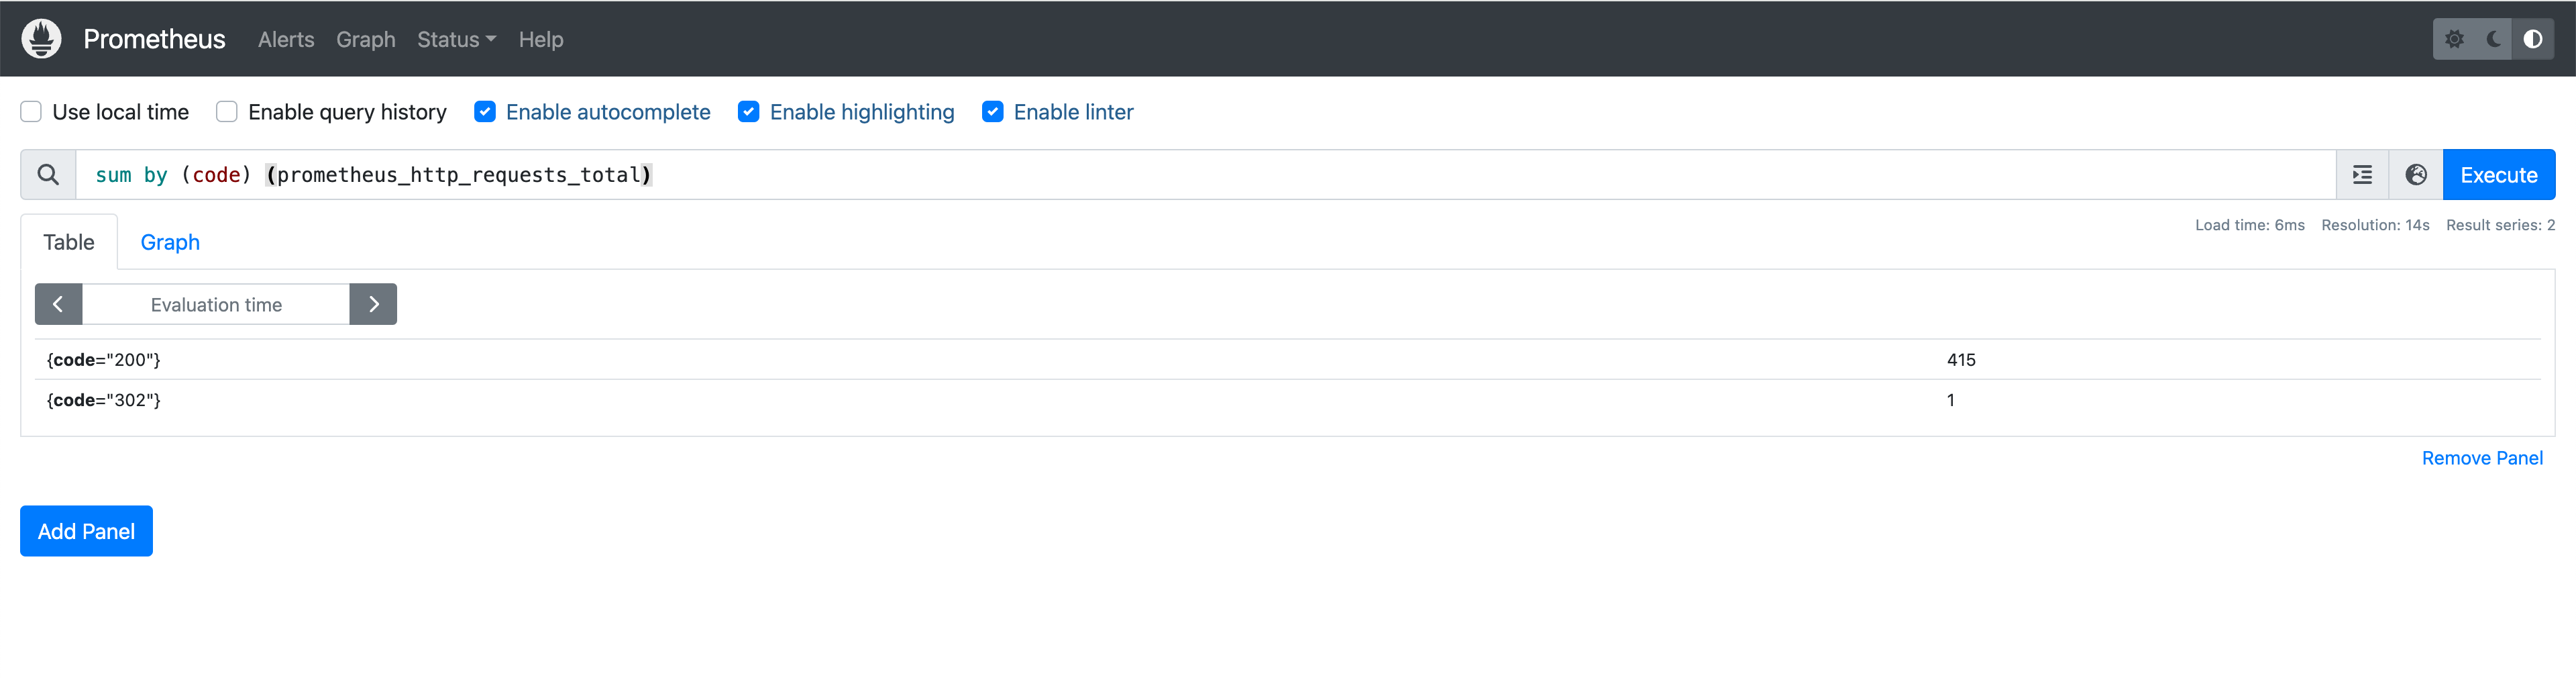 Prometheus Alerts Graph Status Help
Use local time Enable query history Enable autocomplete Enable highlighting Enable linter
sum by (code) (prometheus_http_requests_total) Execute
Table Graph Load time: 6ms Resolution: 14s Result series: 2
Evaluation time
{code="200"} 415
{code="302"} 1
Remove Panel
Add Panel